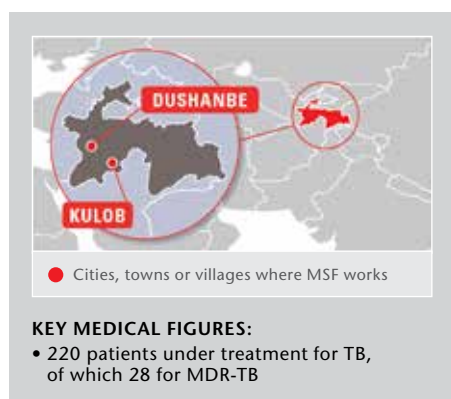 DUSHANBE
KULOB
Cities, towns or villages where MSF works
KEY MEDICAL FIGURES:
• 220 patients under treatment for TB,
of which 28 for MDR-TB